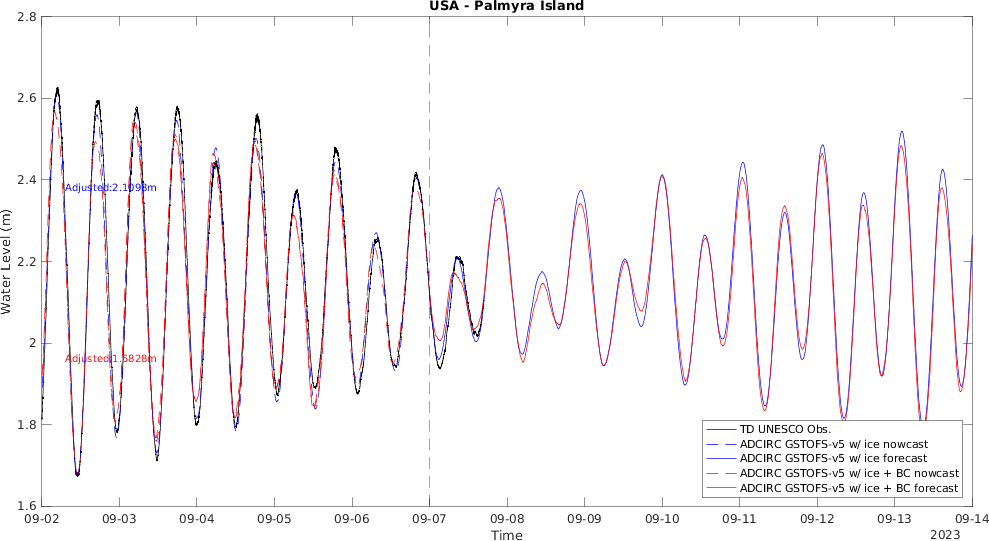 USA - Palmyra Island
2.8
2.6
2.4
2.2
2
1.8
1.6
Water Level (m)
Adjusted:2.1093m
Adjusted:1.5828m
TD UNESCO Obs.
ADCIRC GSTOFS-v5 w/ ice nowcast
ADCIRC GSTOFS-v5 w/ ice forecast
ADCIRC GSTOFS-v5 w/ ice + BC nowcast
ADCIRC GSTOFS-v5 w/ ice + BC forecast
09-02 09-03 09-04 09-05 09-06 09-07 09-08 09-09 09-10 09-11 09-12 09-13 09-14
Time
2023